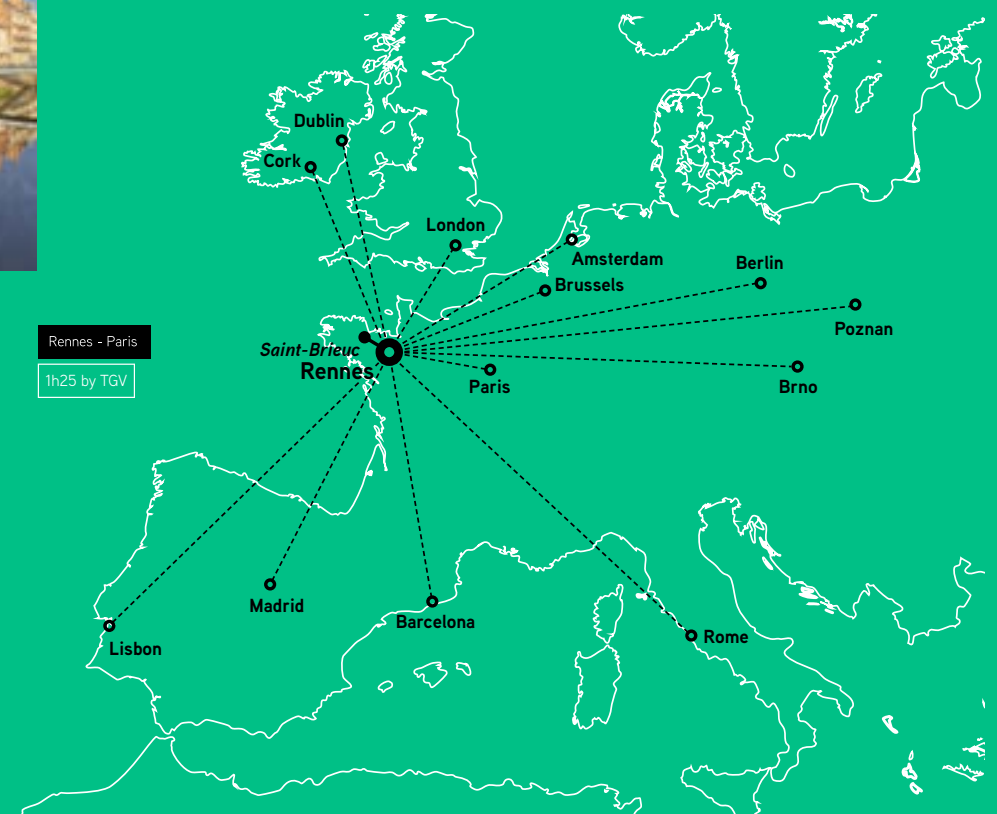 Dublin
Cork
London
Amsterdam
Berlin
Brussels
Poznan
Rennes - Paris
Saint-Brieuc
Rennes
1h25 by TGV
Paris
Brno
Madrid
Barcelona
Rome
Lisbon